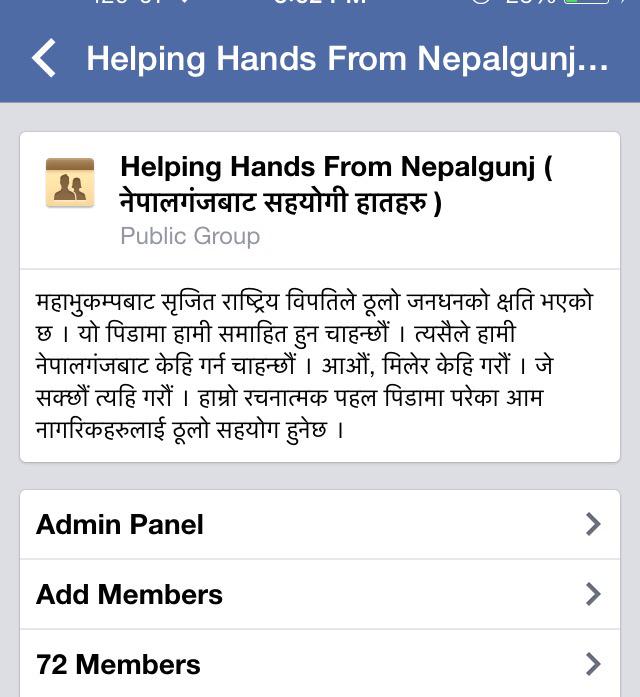 Helping Hands From Nepalgunj...
Helping Hands From Nepalgunj (
नेपालगंजबाट सहयोगी हातहरु )
Public Group
महाभुकम्पबाट सृजित राष्ट्रिय विपतिले ठूलो जनधनको क्षति भएको
छ । यो पिडामा हामी समाहित हुन चाहन्छौं । त्यसैले हामी
नेपालगंजबाट केहि गर्न चाहन्छौं । आऔं, मिलेर केहि गरौं । जे
सक्छौं त्यहि गरौं । हाम्रो रचनात्मक पहल पिडामा परेका आम
नागरिकहरुलाई ठूलो सहयोग हुनेछ ।
Admin Panel
Add Members
72 Members